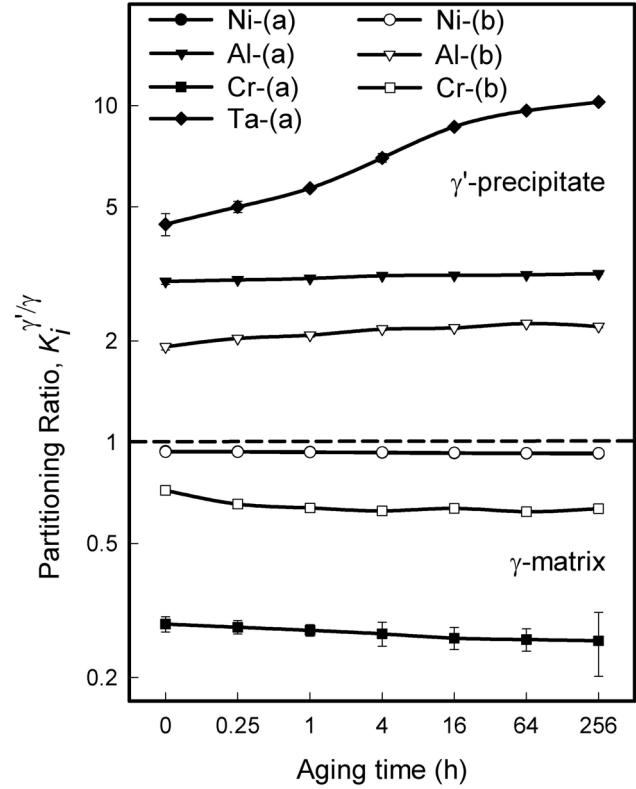 Ni-(a) Ni-(b)
Al-(a) Al-(b)
Cr-(a) Cr-(b)
Ta-(a)
10
γ'-precipitate
5
2
1
0.5
γ-matrix
0.2
Partitioning Ratio, K_i^γ'/γ
0 0.25 1 4 16 64 256
Aging time (h)